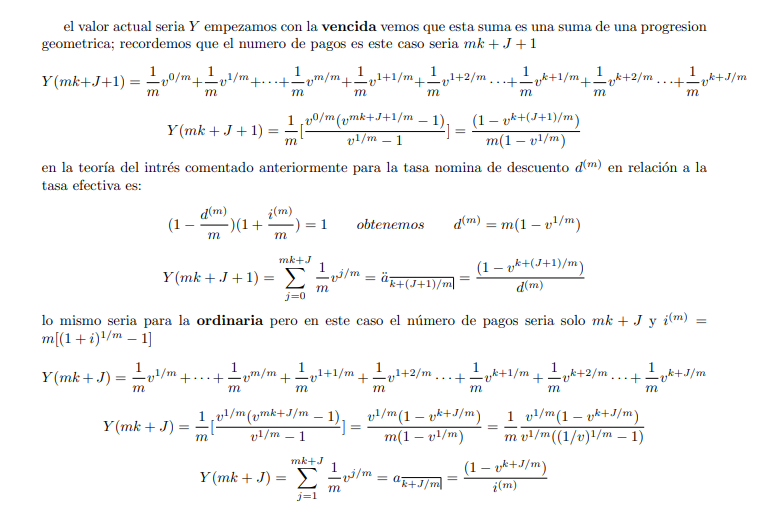 el valor actual seria $Y$ empezamos con la **vencida** vemos que esta suma es una suma de una progresion
geometrica; recordemos que el numero de pagos es este caso seria $mk + J + 1$
$Y(mk+J+1) = \frac{1}{m}v^{0/m}+\frac{1}{m}v^{1/m}+\cdots+\frac{1}{m}v^{m/m}+\frac{1}{m}v^{1+1/m}+\frac{1}{m}v^{1+2/m}\cdots+\frac{1}{m}v^{k+1/m}+\frac{1}{m}v^{k+2/m}\cdots+\frac{1}{m}v^{k+J/m}$
$Y(mk + J + 1) = \frac{1}{m}[\frac{v^{0/m}(v^{mk+J+1/m} - 1)}{v^{1/m} - 1}] = \frac{(1 - v^{k+(J+1)/m})}{m(1 - v^{1/m})}$
en la teoría del intrés comentado anteriormente para la tasa nomina de descuento $d^{(m)}$ en relación a la
tasa efectiva es:
$(1 - \frac{d^{(m)}}{m})(1 + \frac{i^{(m)}}{m}) = 1 \qquad obtenemos \qquad d^{(m)} = m(1 - v^{1/m})$
$Y(mk + J + 1) = \sum_{j=0}^{mk+J} \frac{1}{m}v^{j/m} = \ddot{a}_{\overline{k+(J+1)/m}|} = \frac{(1 - v^{k+(J+1)/m})}{d^{(m)}}$
lo mismo seria para la **ordinaria** pero en este caso el número de pagos seria solo $mk + J$ y $i^{(m)} =$
$m[(1 + i)^{1/m} - 1]$
$Y(mk + J) = \frac{1}{m}v^{1/m} + \cdots + \frac{1}{m}v^{m/m} + \frac{1}{m}v^{1+1/m} + \frac{1}{m}v^{1+2/m} \cdots + \frac{1}{m}v^{k+1/m} + \frac{1}{m}v^{k+2/m} \cdots + \frac{1}{m}v^{k+J/m}$
$Y(mk + J) = \frac{1}{m}[\frac{v^{1/m}(v^{mk+J/m} - 1)}{v^{1/m} - 1}] = \frac{v^{1/m}(1 - v^{k+J/m})}{m(1 - v^{1/m})} = \frac{1}{m}\frac{v^{1/m}(1 - v^{k+J/m})}{v^{1/m}((1/v)^{1/m} - 1)}$
$Y(mk + J) = \sum_{j=1}^{mk+J} \frac{1}{m}v^{j/m} = a_{\overline{k+J/m}|} = \frac{(1 - v^{k+J/m})}{i^{(m)}}$